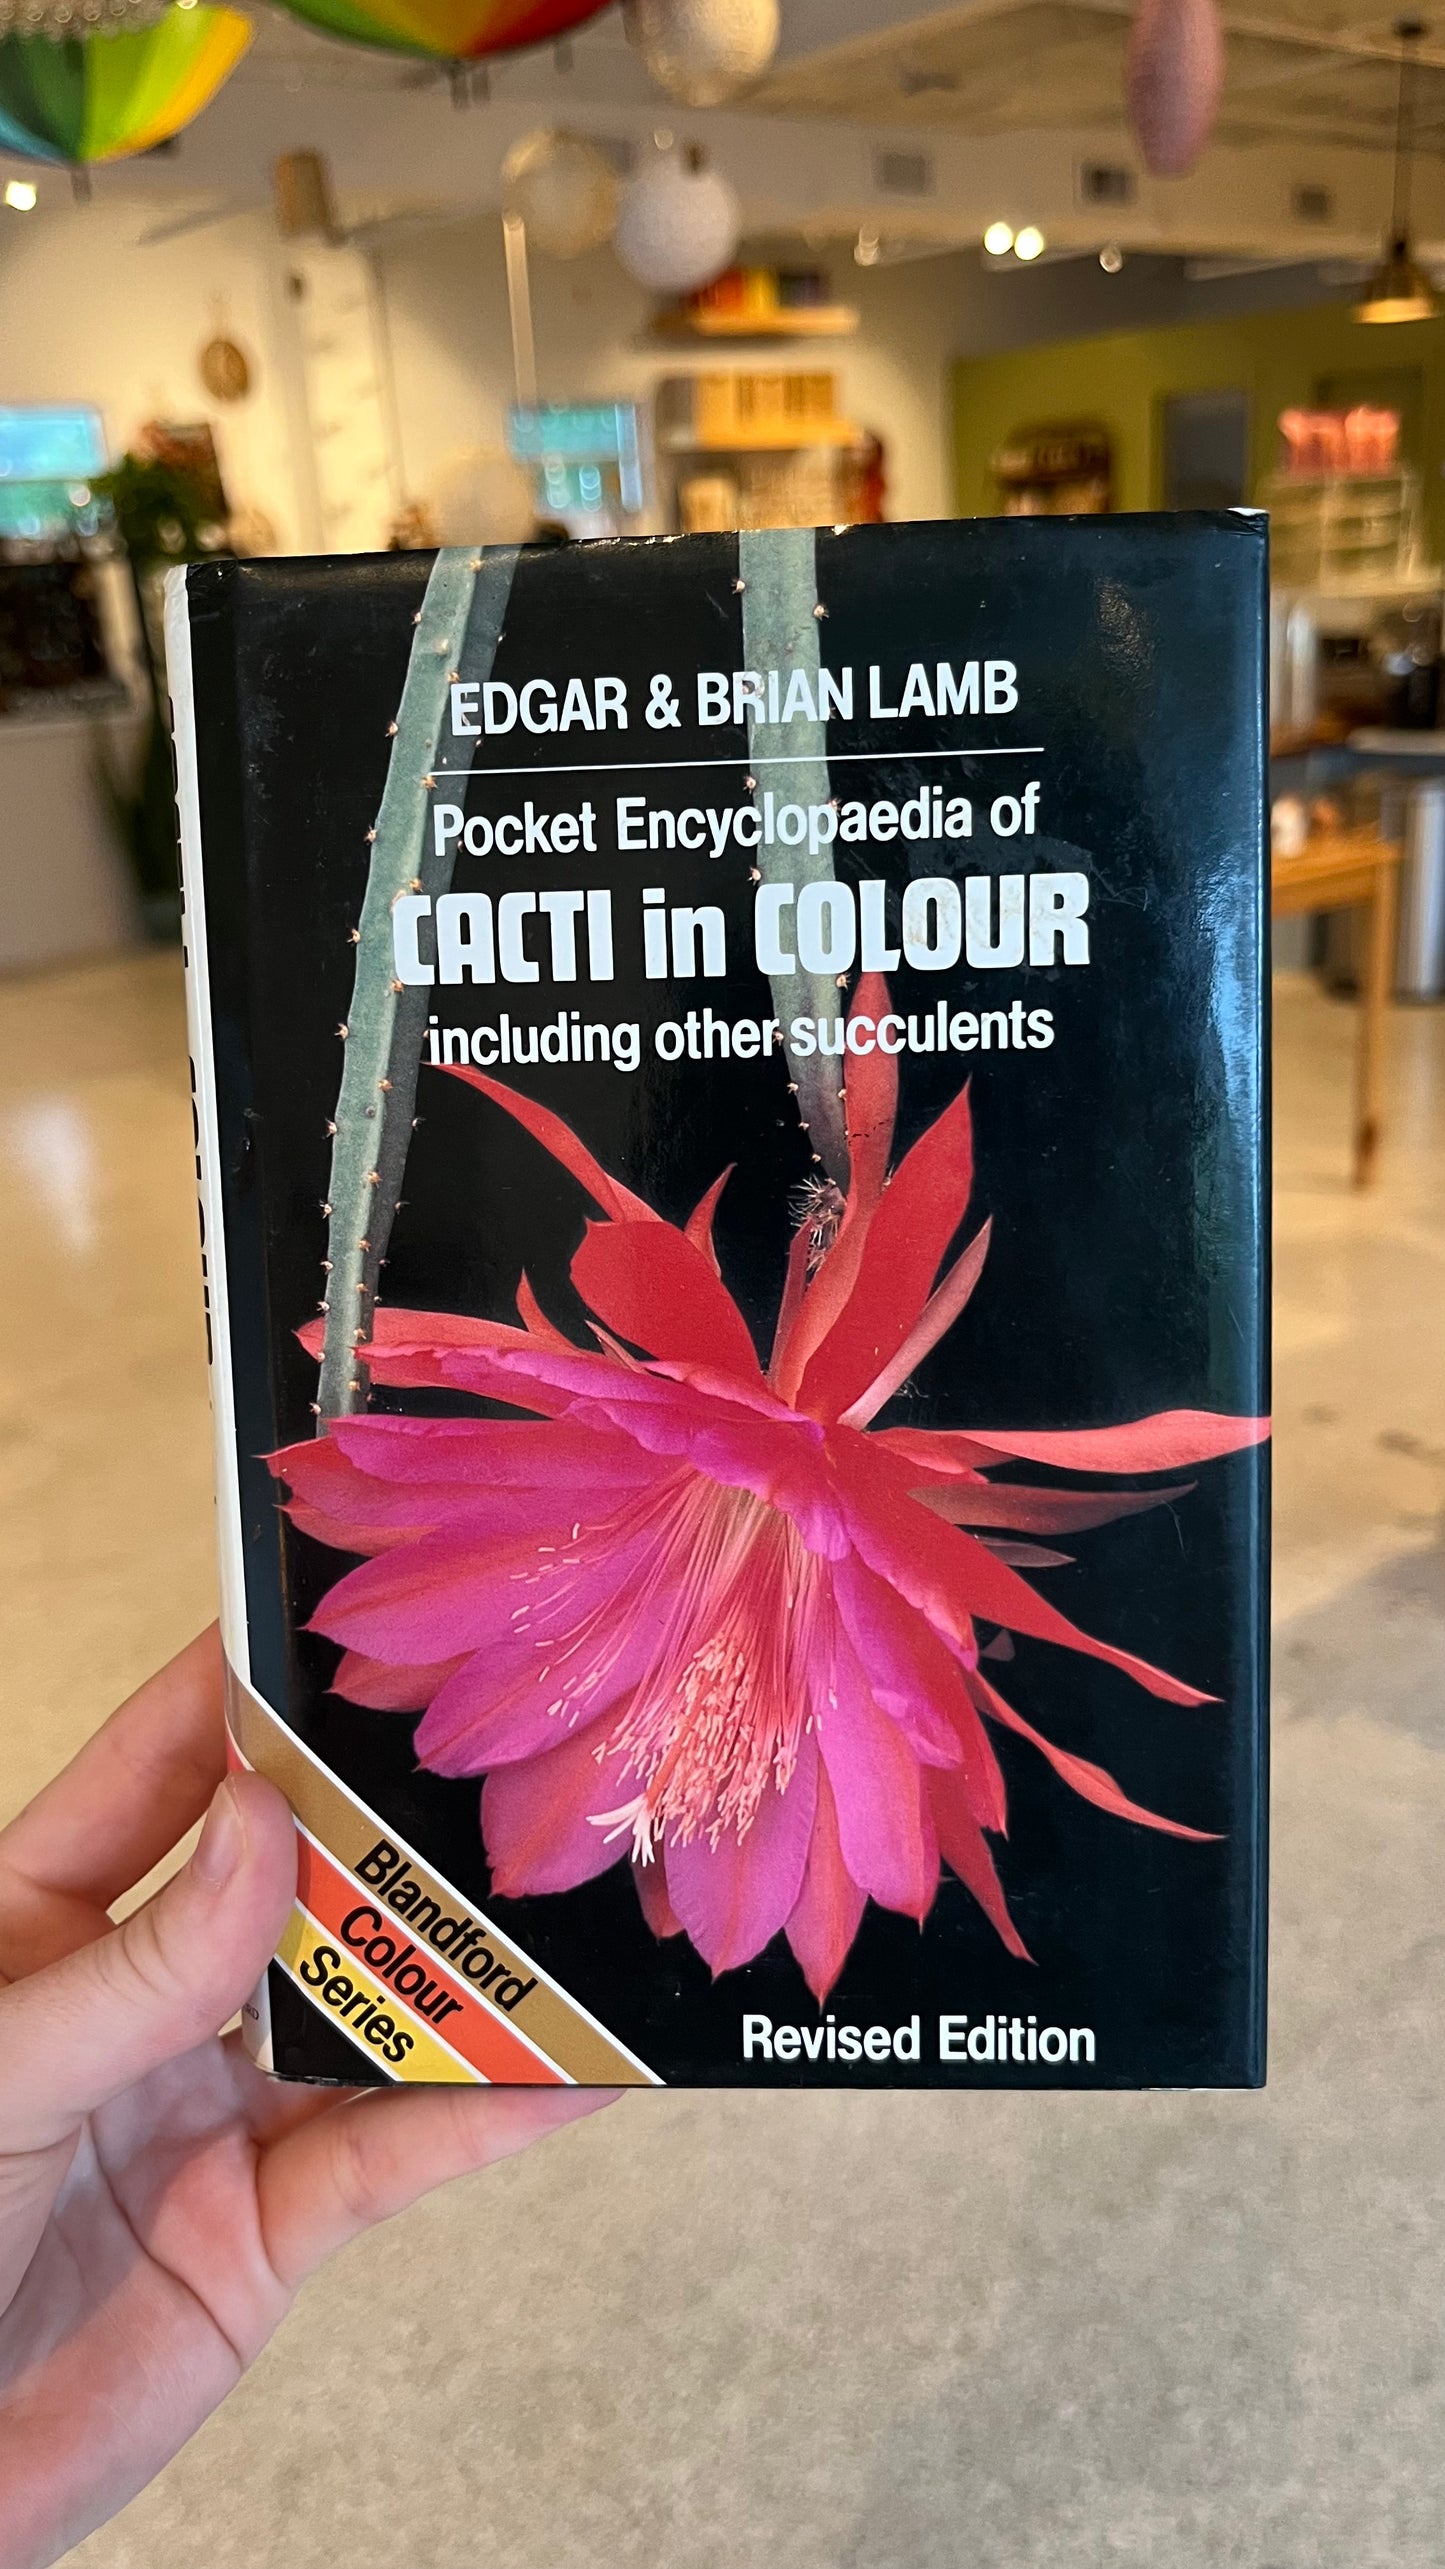 EDGAR & BRIAN LAMB
Pocket Encyclopaedia of
CACTI in COLOUR
including other succulents
Blandford
Colour
Series
Revised Edition